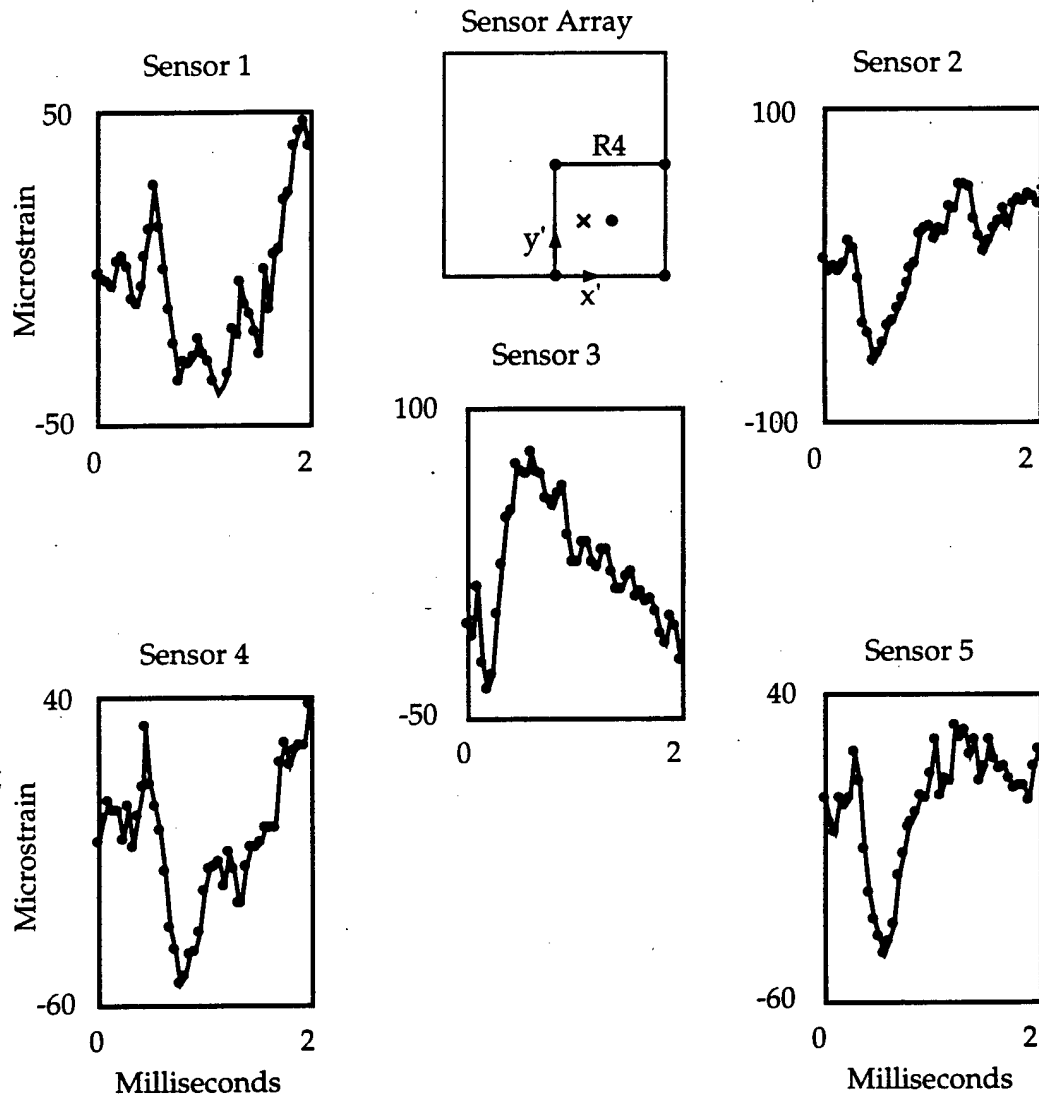 Sensor Array
Sensor 1
Sensor 2
50
Microstrain
-50
0
2
R4
y'
x'
100
-100
0
2
Sensor 3
100
-50
0
2
Sensor 4
40
Microstrain
-60
0
2
Milliseconds
Sensor 5
40
-60
0
2
Milliseconds